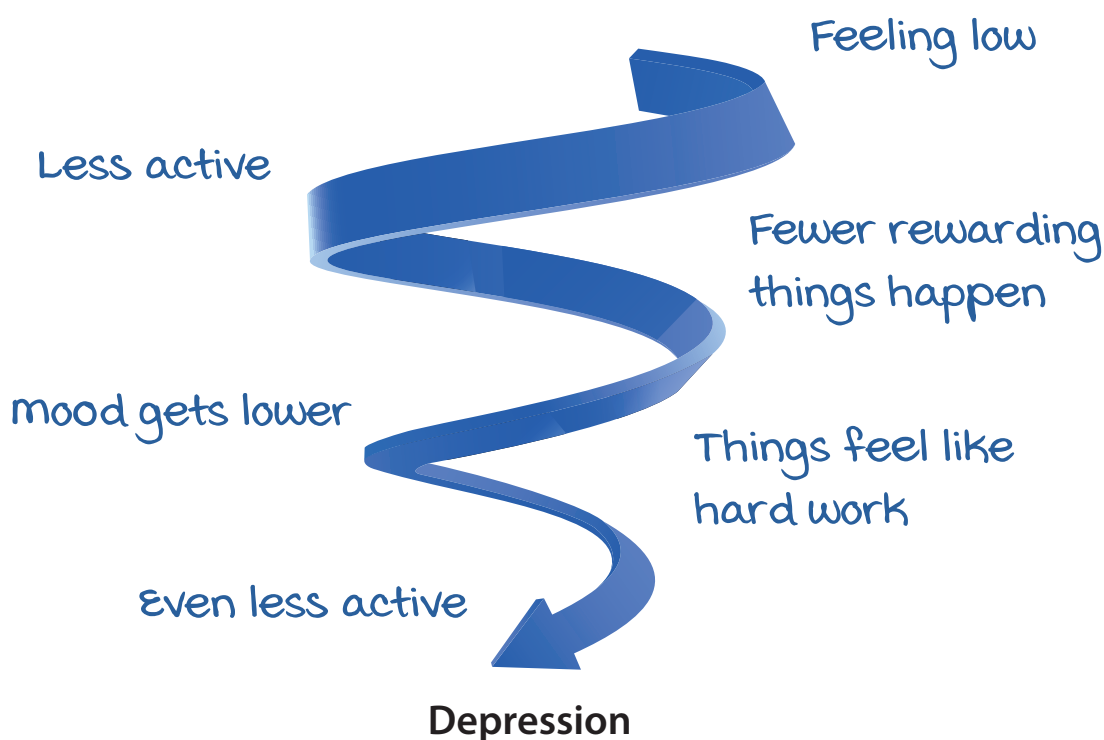 Feeling low
Less active
Fewer rewarding
things happen
mood gets lower
Things feel like
hard work
Even less active
Depression